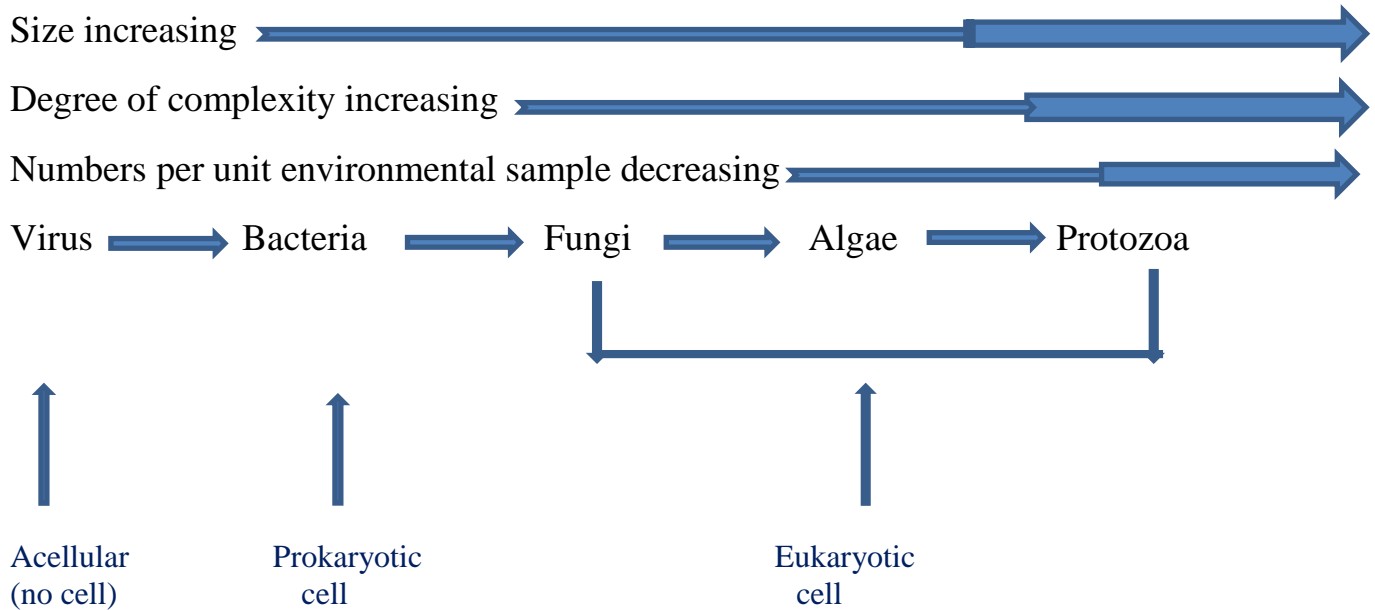 Size increasing
Degree of complexity increasing
Numbers per unit environmental sample decreasing
Virus Bacteria Fungi Algae Protozoa
Acellular Prokaryotic Eukaryotic
(no cell) cell cell